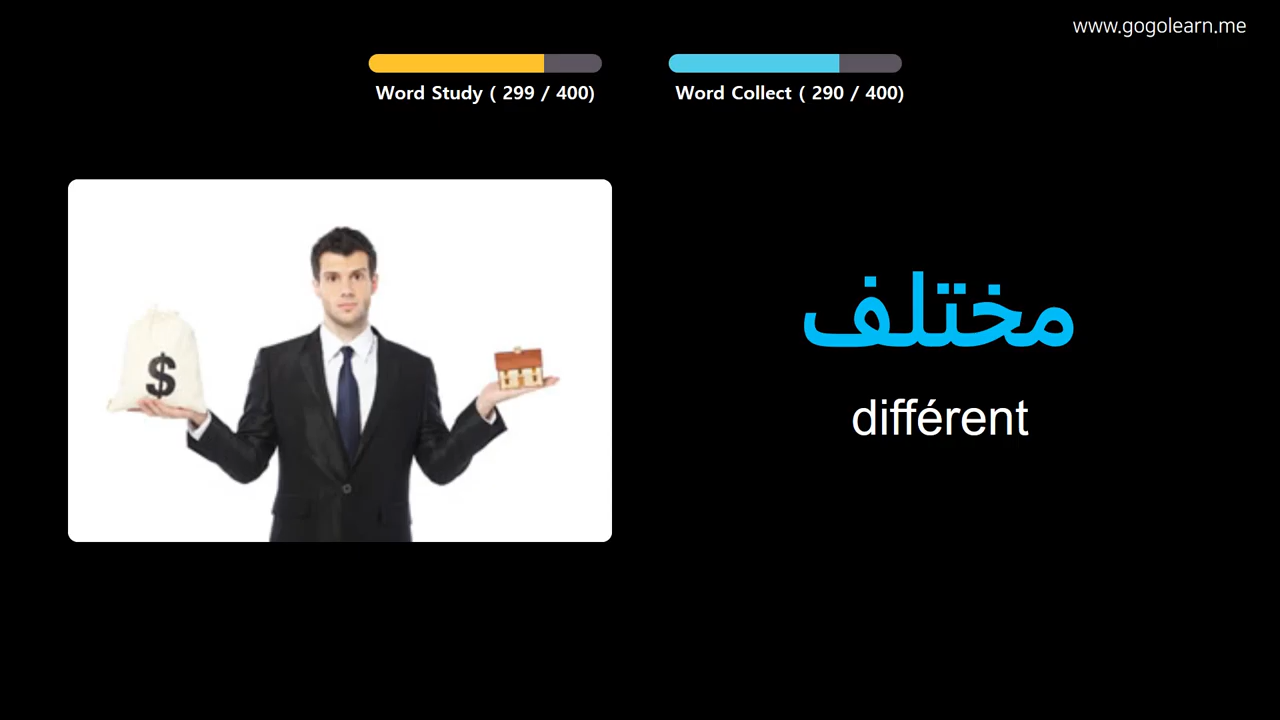 www.gogolearn.me
Word Study ( 299 / 400)
Word Collect ( 290 / 400)
$
مختلف
différent